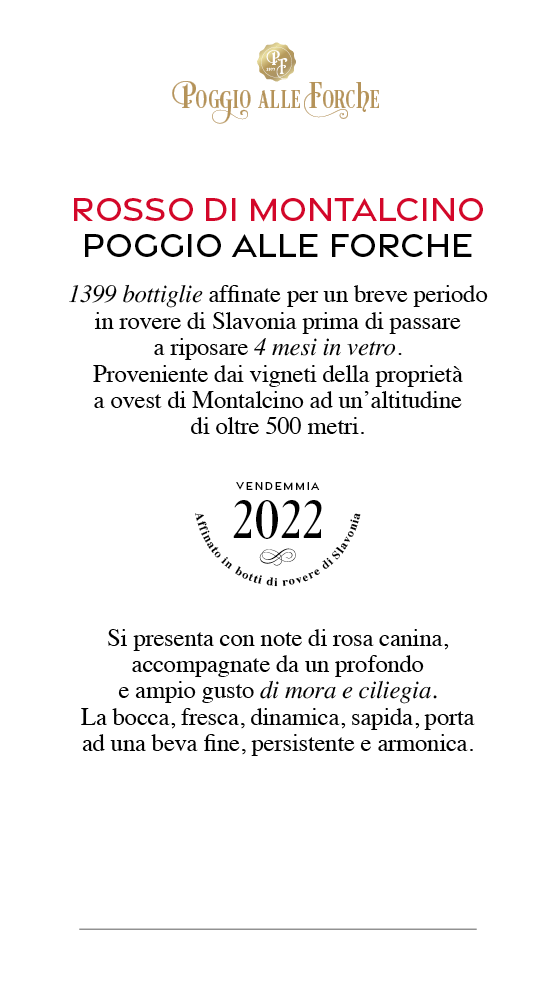 PF
POGGIO ALLE FORCHE
ROSSO DI MONTALCINO
POGGIO ALLE FORCHE
1399 bottiglie affinate per un breve periodo
in rovere di Slavonia prima di passare
a riposare 4 mesi in vetro.
Proveniente dai vigneti della proprietà
a ovest di Montalcino ad un’altitudine
di oltre 500 metri.
VENDEMMIA
2022
Affinato in botti di rovere di Slavonia
Si presenta con note di rosa canina,
accompagnate da un profondo
e ampio gusto di mora e ciliegia.
La bocca, fresca, dinamica, sapida, porta
ad una beva fine, persistente e armonica.